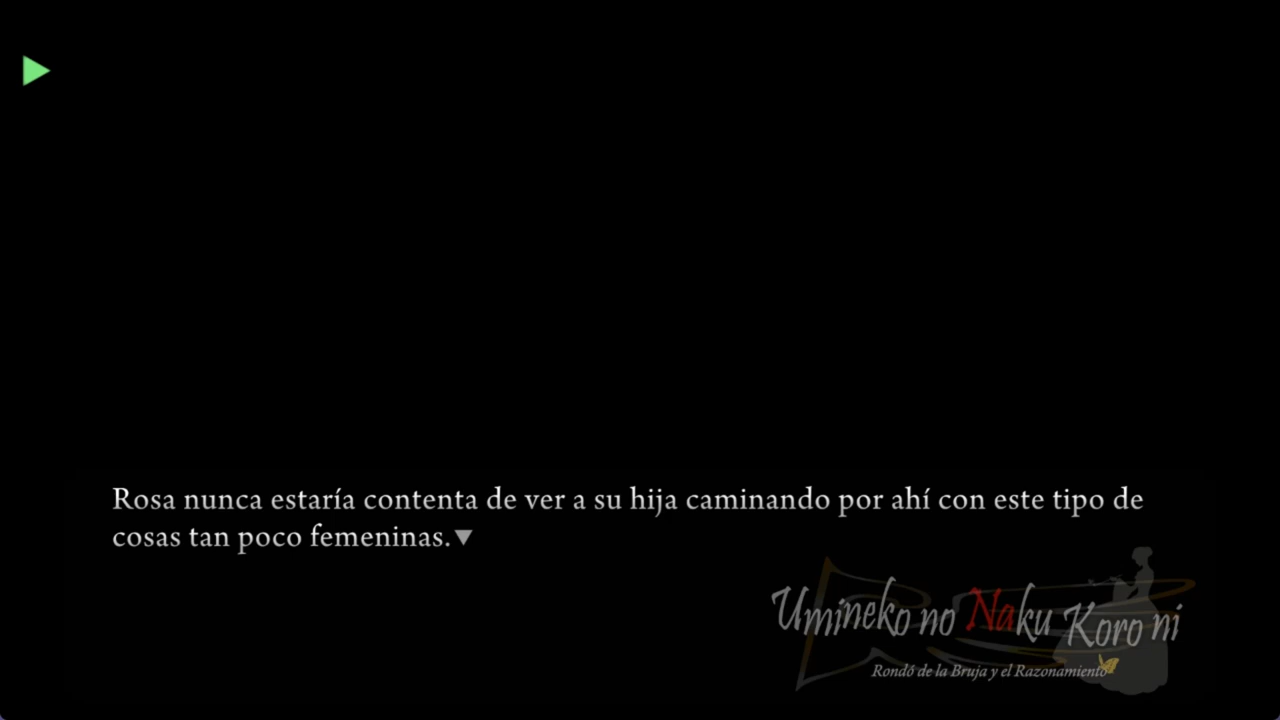 Rosa nunca estaría contenta de ver a su hija caminando por ahí con este tipo de
cosas tan poco femeninas.
Umineko no Naku Koro ni
Rondó de la Bruja y el Razonamiento